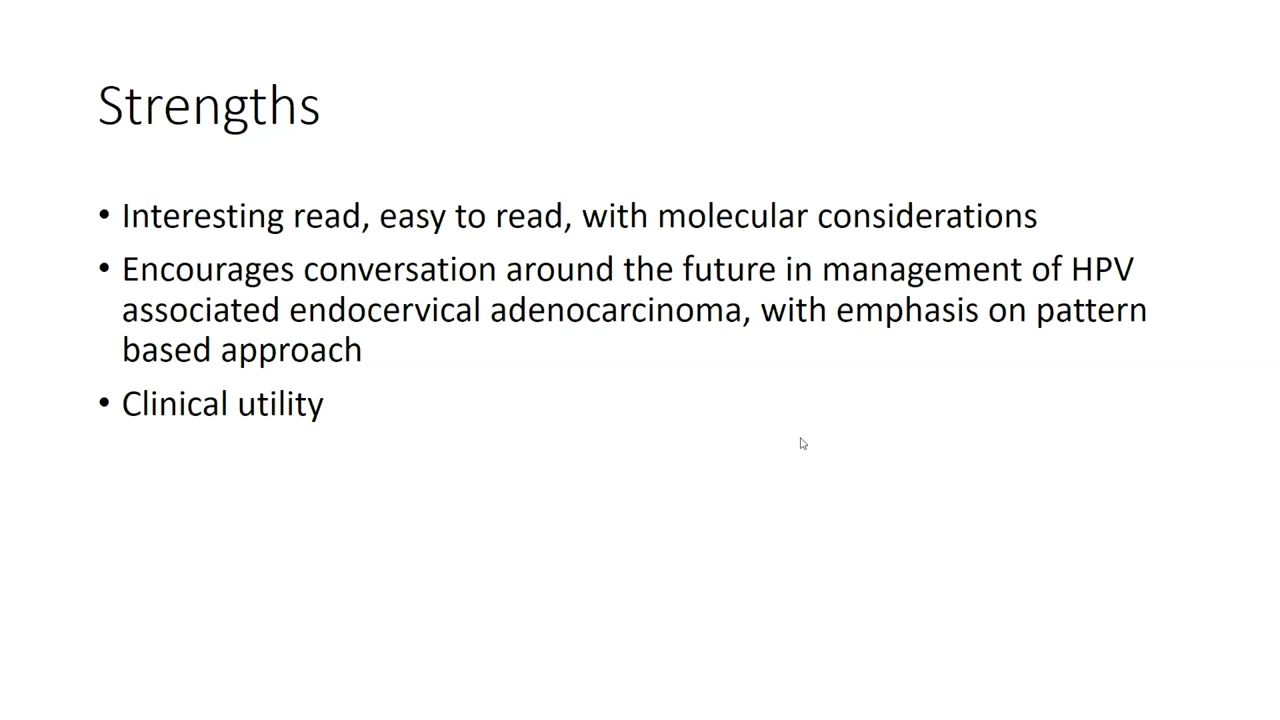 Strengths
• Interesting read, easy to read, with molecular considerations
• Encourages conversation around the future in management of HPV
associated endocervical adenocarcinoma, with emphasis on pattern
based approach
• Clinical utility